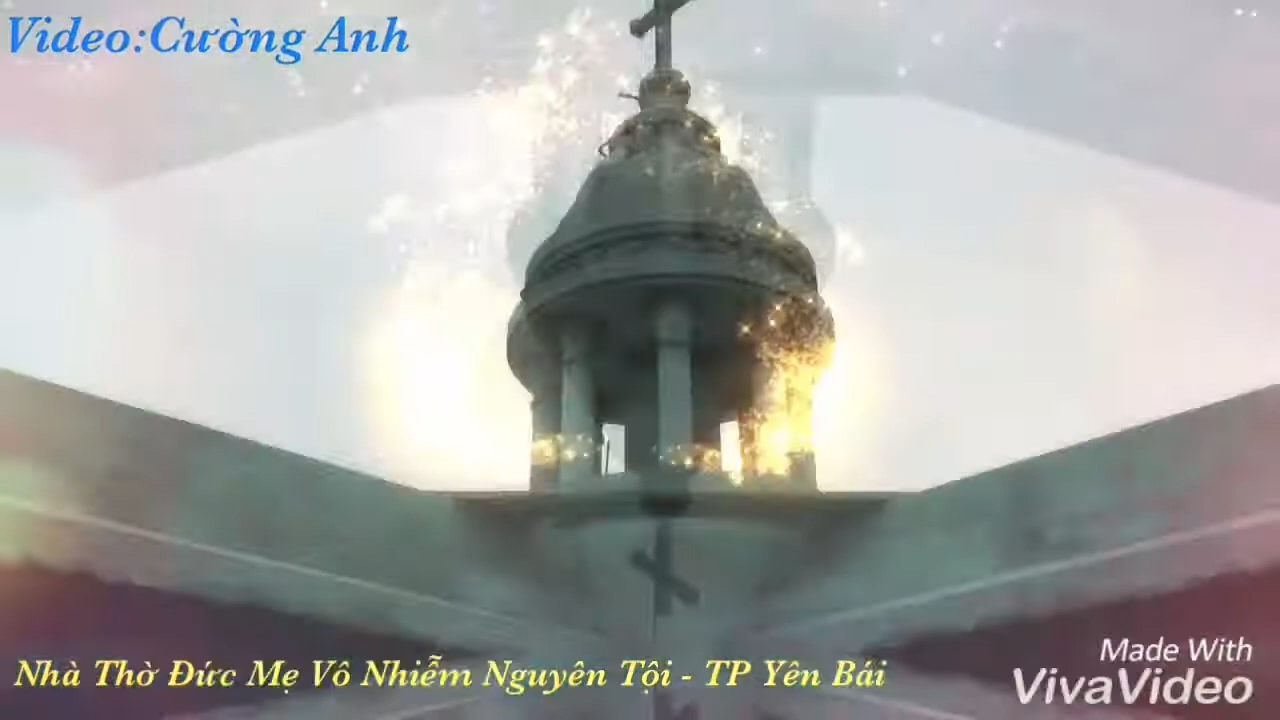 Video:Cường Anh
Nhà Thờ Đức Mẹ Vô Nhiễm Nguyên Tội - TP Yên Bái
Made With
VivaVideo